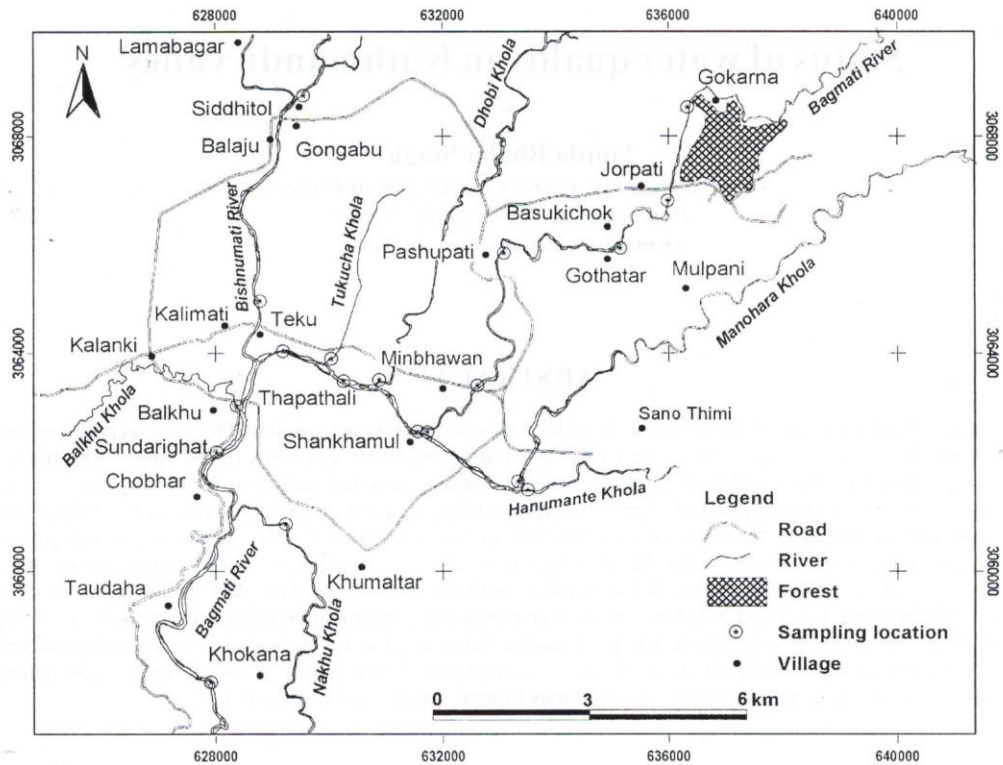 628000
632000
636000
640000
N
Lamabagar
Siddhitol
Balaju
Gongabu
Dhobi Khola
Gokarna
Bagmati River
3068000
3068000
Jorpati
Basukichok
Bishnumati River
Tukucha Khola
Pashupati
Gothatar
Mulpani
Manohara Khola
Kalimati
Teku
Kalanki
Minbhawan
3064000
3064000
Balkhu Khola
Balkhu
Thapathali
Sano Thimi
Sundarighat
Shankhamul
Chobhar
Hanumante Khola
Legend
Road
River
Forest
Sampling location
Village
3060000
3060000
Taudaha
Bagmati River
Khumaltar
Khokana
Nakhu Khola
0 3 6 km
628000
632000
636000
640000